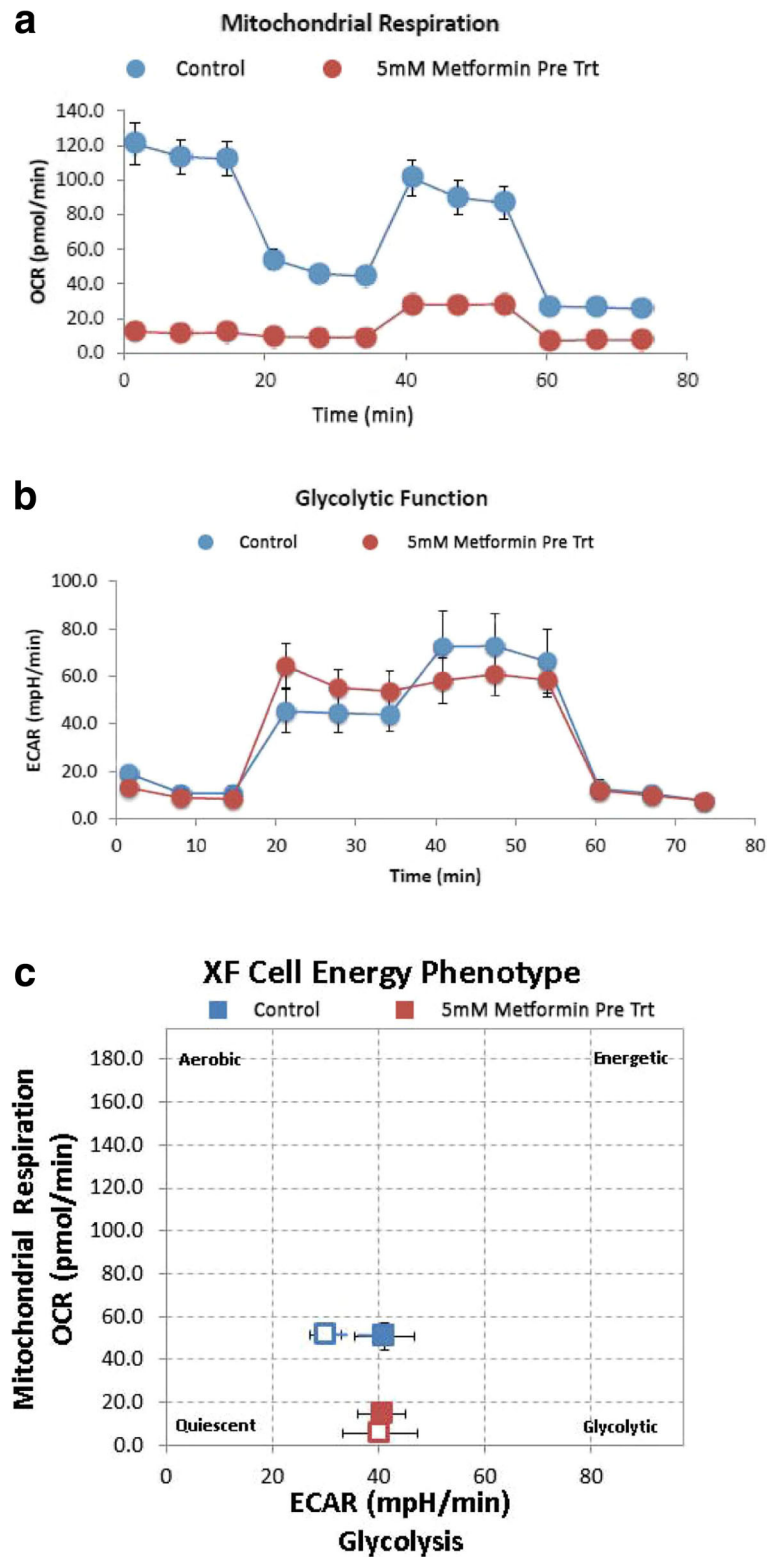 a
Mitochondrial Respiration
Control 5mM Metformin Pre Trt
140.0
120.0
100.0
80.0
60.0
40.0
20.0
0.0
OCR (pmol/min)
0 20 40 60 80
Time (min)
b
Glycolytic Function
Control 5mM Metformin Pre Trt
100.0
80.0
60.0
40.0
20.0
0.0
ECAR (mpH/min)
0 10 20 30 40 50 60 70 80
Time (min)
c
XF Cell Energy Phenotype
Control 5mM Metformin Pre Trt
Aerobic Energetic
180.0
160.0
140.0
120.0
100.0
80.0
60.0
40.0
20.0
0.0
Mitochondrial Respiration
OCR (pmol/min)
Quiescent Glycolytic
0 20 40 60 80
ECAR (mpH/min)
Glycolysis